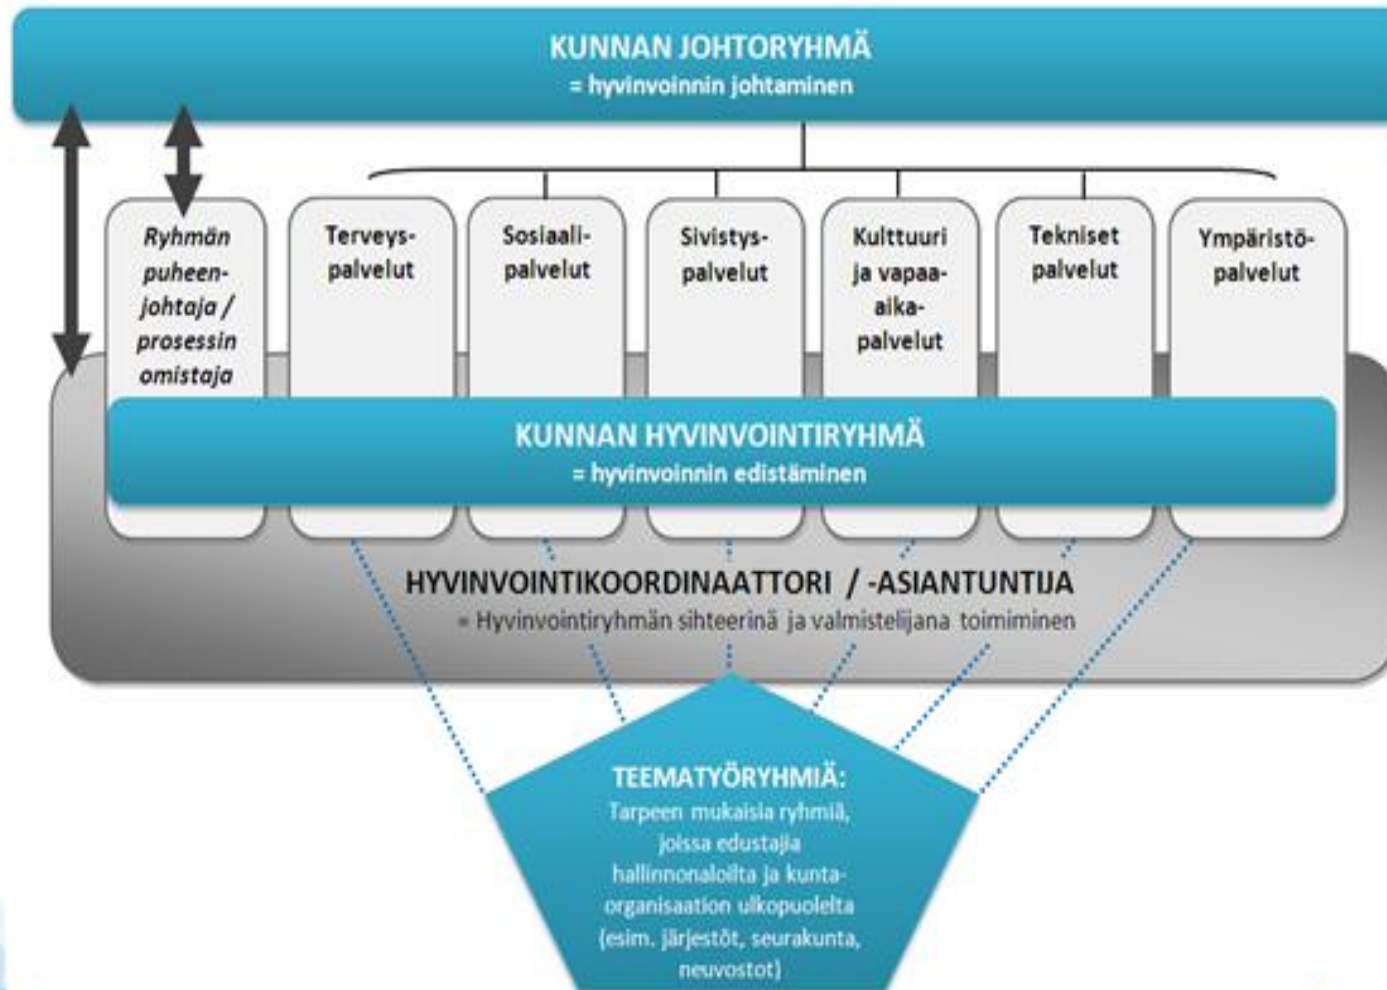 KUNNAN JOHTORYHMÄ
= hyvinvoinnin johtaminen
Ryhmän
puheen-
johtaja /
prosessin
omistaja
Terveys-
palvelut
Sosiaali-
palvelut
Sivistys-
palvelut
Kulttuuri
ja vapaa-
aika-
palvelut
Tekniset
palvelut
Ympäristö-
palvelut
KUNNAN HYVINVOINTIRYHMÄ
= hyvinvoinnin edistäminen
HYVINVOINTIKOORDINAATTORI / -ASIANTUNTIJA
= Hyvinvointiryhmän sihteerinä ja valmistelijana toimiminen
TEEMATYÖRYHMIÄ:
Tarpeen mukaisia ryhmiä,
joissa edustajia
hallinnonaloilta ja kunta-
organisaation ulkopuolelta
(esim. järjestöt, seurakunta,
neuvostot)